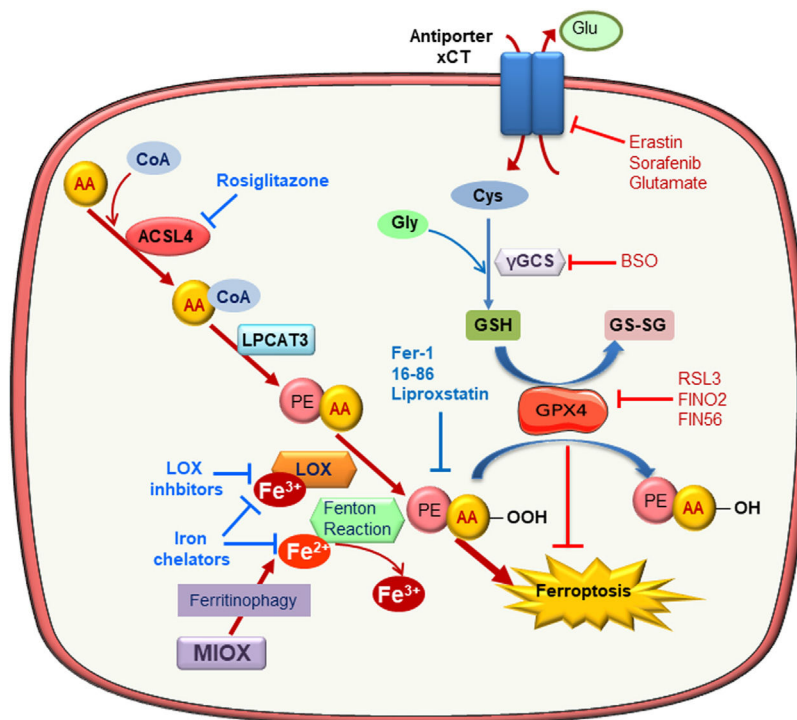 Antiporter
xCT
Glu
Erastin
Sorafenib
Glutamate
CoA
AA
Rosiglitazone
ACSL4
Cys
Gly
γGCS
BSO
AA
CoA
LPCAT3
GSH
GS-SG
Fer-1
16-86
Liproxstatin
RSL3
FINO2
FIN56
GPX4
PE
AA
LOX
inhbitors
LOX
Fe3+
Fenton
Reaction
PE
AA
OOH
PE
AA
OH
Iron
chelators
Fe2+
Fe3+
Ferroptosis
Ferritinophagy
MIOX